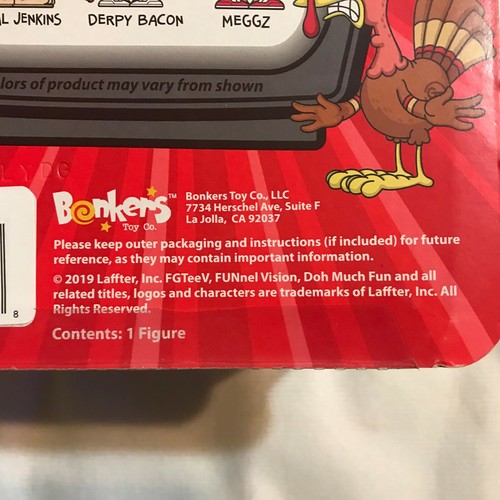 L JENKINS DERPY BACON MEGGZ
lors of product may vary from shown
Bonkers™ Toy Co.
Bonkers Toy Co., LLC
7734 Herschel Ave, Suite F
La Jolla, CA 92037
Please keep outer packaging and instructions (if included) for future
reference, as they may contain important information.
© 2019 Laffter, Inc. FGTeeV, FUNnel Vision, Doh Much Fun and all
related titles, logos and characters are trademarks of Laffter, Inc. All
Rights Reserved.
8
Contents: 1 Figure